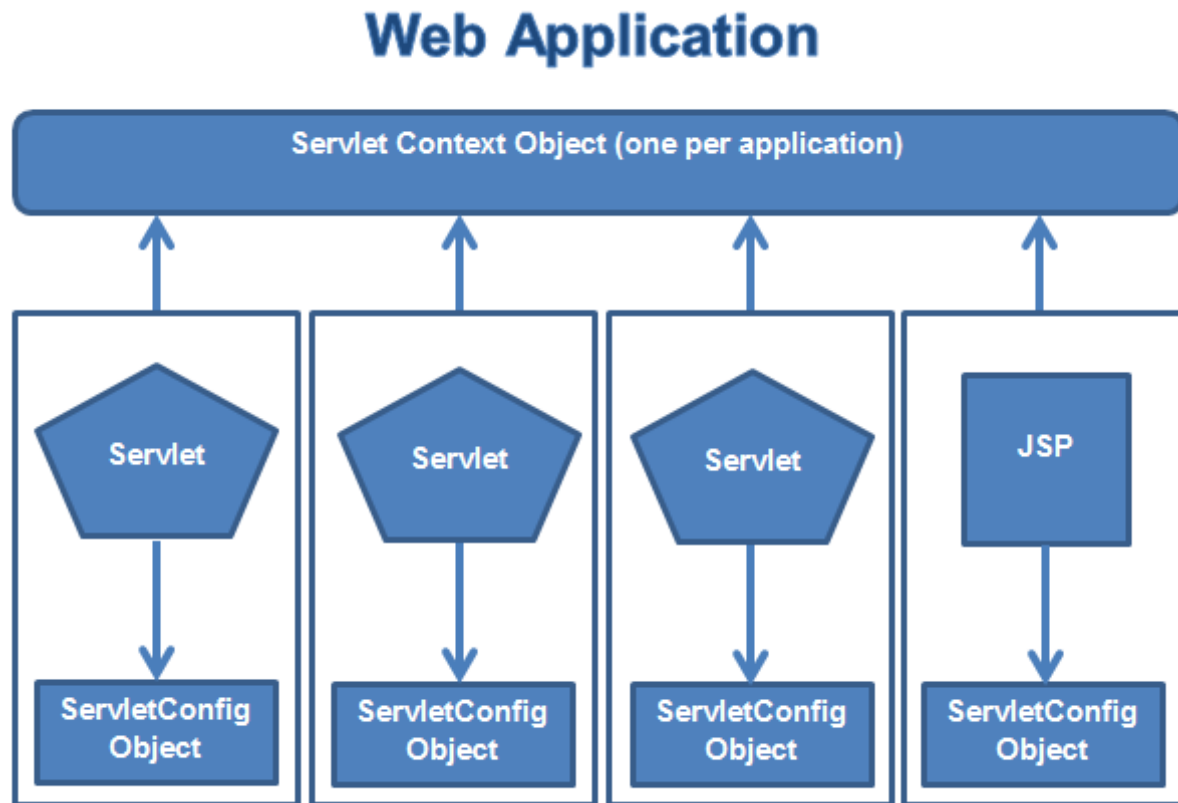 Web Application
Servlet Context Object (one per application)
Servlet
Servlet
Servlet
JSP
ServletConfig
Object
ServletConfig
Object
ServletConfig
Object
ServletConfig
Object